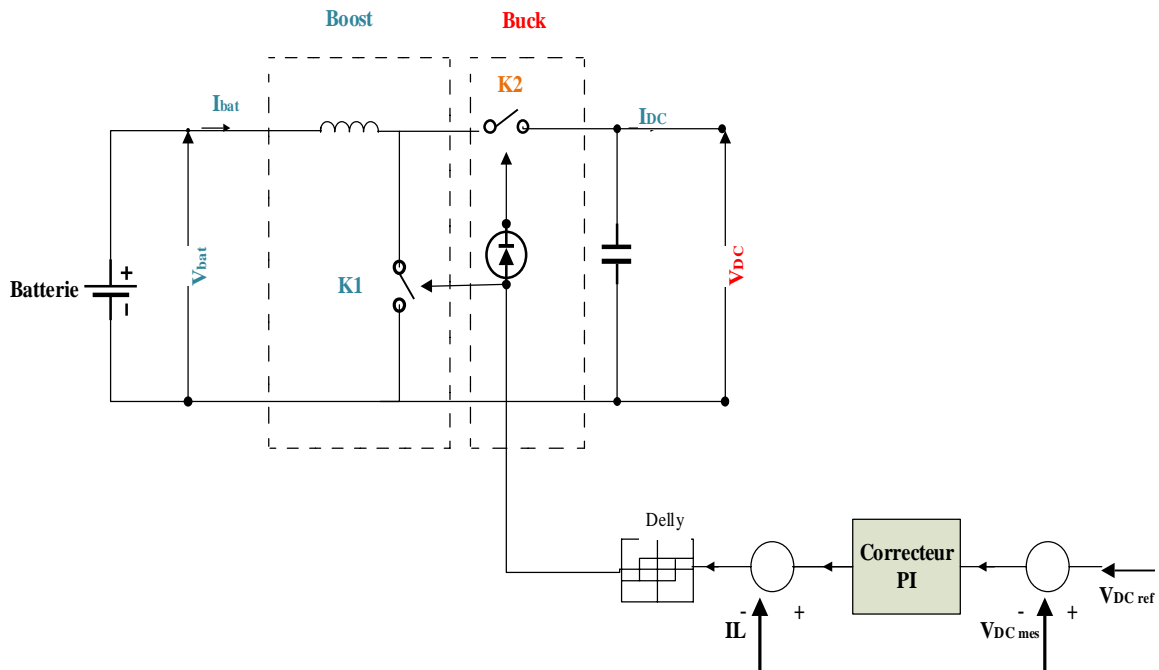 Boost
Buck
K2
Ibat
IDC
Vbat
VDC
Batterie
+
-
K1
Delly
Correcteur
PI
- +
IL
- +
VDC mes
VDC ref